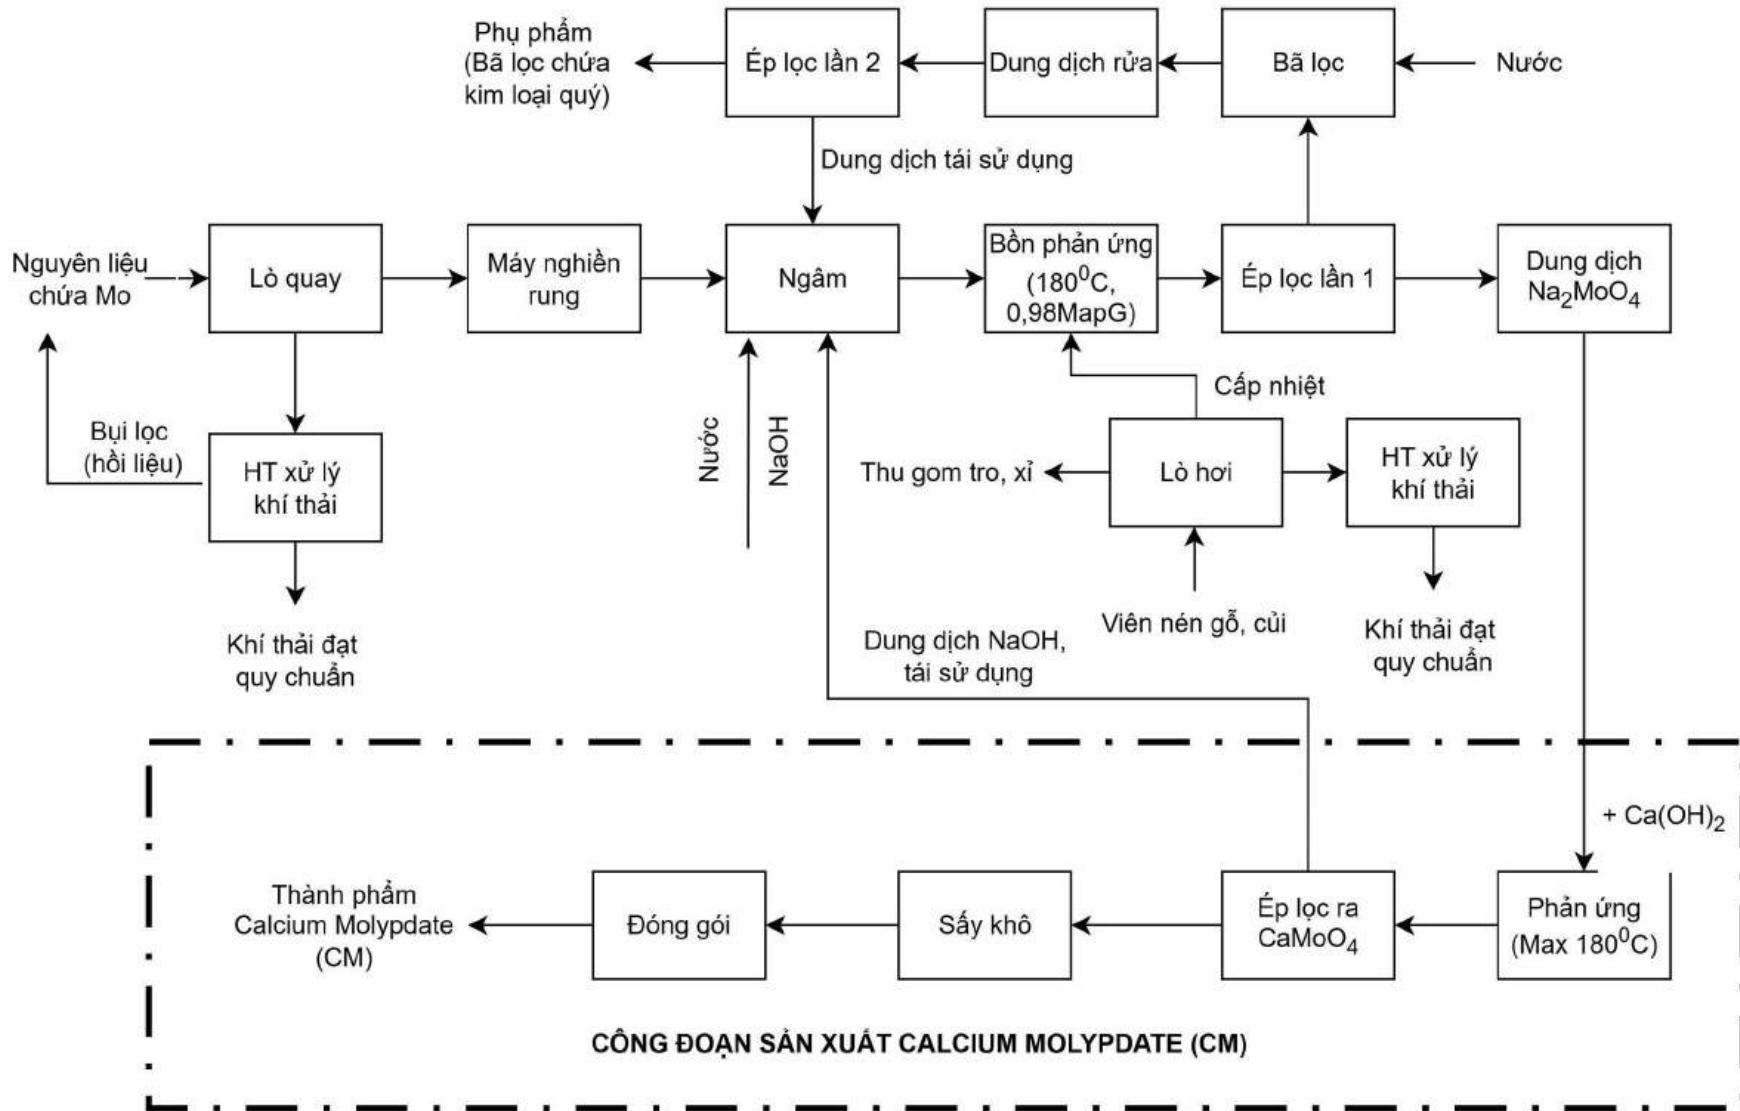 Phụ phẩm
(Bã lọc chứa
kim loại quý)
Ép lọc lần 2
Dung dịch rửa
Bã lọc
Nước
Dung dịch tái sử dụng
Nguyên liệu
chứa Mo
Lò quay
Máy nghiền
rung
Ngâm
Bồn phản ứng
(180⁰C,
0,98MapG)
Ép lọc lần 1
Dung dịch
Na₂MoO₄
Cấp nhiệt
Bụi lọc
(hồi liệu)
HT xử lý
khí thải
Nước
NaOH
Thu gom tro, xỉ
Lò hơi
HT xử lý
khí thải
Khí thải đạt
quy chuẩn
Dung dịch NaOH,
tái sử dụng
Viên nén gỗ, củi
Khí thải đạt
quy chuẩn
+ Ca(OH)₂
Thành phẩm
Calcium Molypdate
(CM)
Đóng gói
Sấy khô
Ép lọc ra
CaMoO₄
Phản ứng
(Max 180⁰C)
CÔNG ĐOẠN SẢN XUẤT CALCIUM MOLYPDATE (CM)